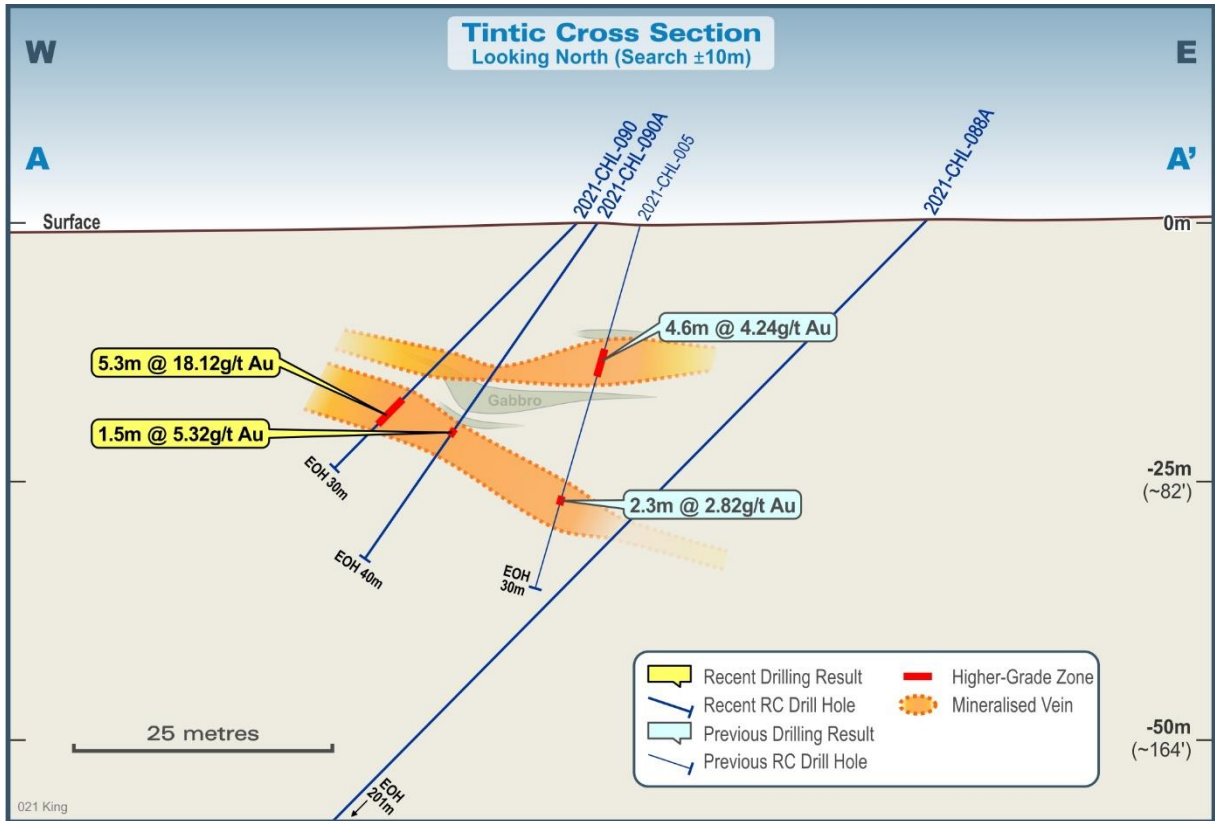 Tintic Cross Section
Looking North (Search ±10m)
W
E
A
A’
2021-CHL-090
2021-CHL-090A
2021-CHL-005
2021-CHL-088A
Surface
0m
4.6m @ 4.24g/t Au
5.3m @ 18.12g/t Au
Gabbro
1.5m @ 5.32g/t Au
EOH 30m
-25m
(~82')
2.3m @ 2.82g/t Au
EOH 40m
EOH
30m
Recent Drilling Result
Recent RC Drill Hole
Previous Drilling Result
Previous RC Drill Hole
Higher-Grade Zone
Mineralised Vein
25 metres
-50m
(~164')
EOH
201m
021 King